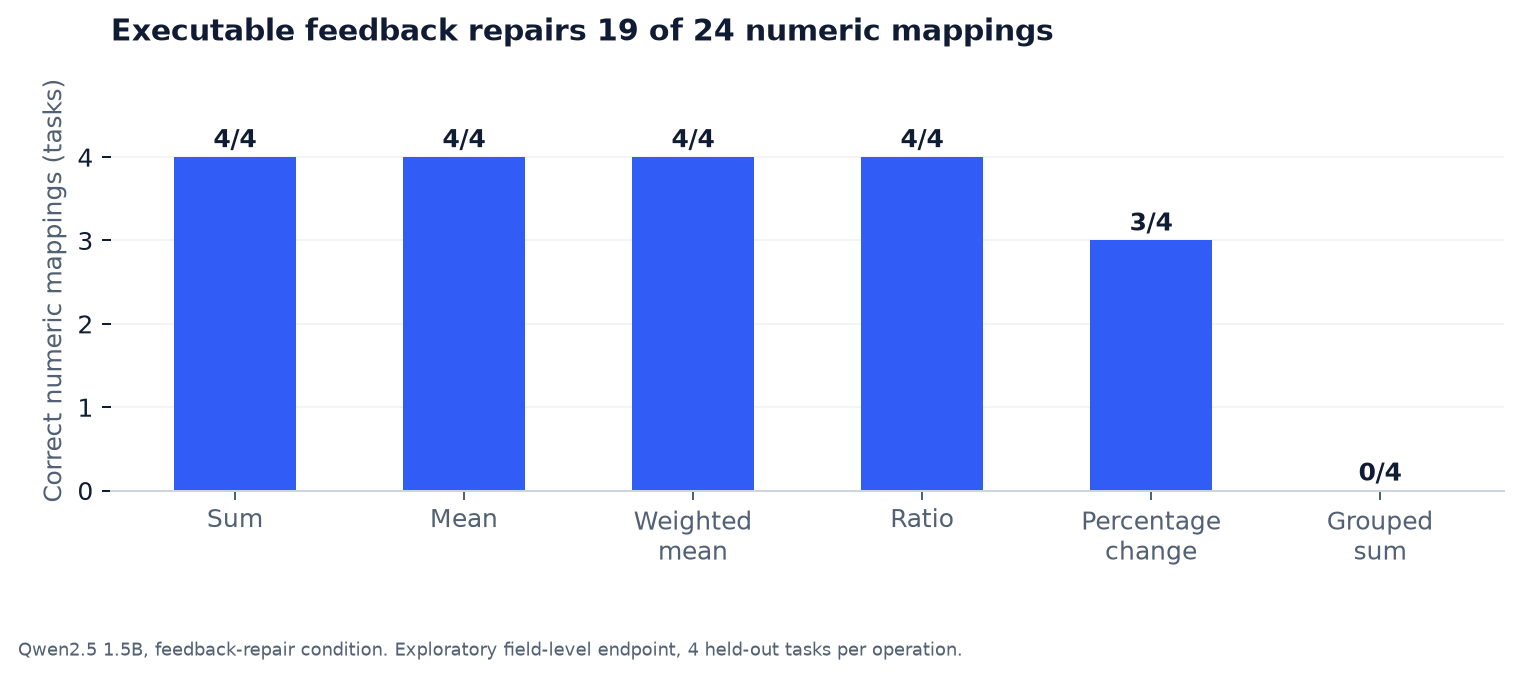 Executable feedback repairs 19 of 24 numeric mappings
Correct numeric mappings (tasks)
4
3
2
1
0
4/4
4/4
4/4
4/4
3/4
0/4
Sum
Mean
Weighted
mean
Ratio
Percentage
change
Grouped
sum
Qwen2.5 1.5B, feedback-repair condition. Exploratory field-level endpoint, 4 held-out tasks per operation.